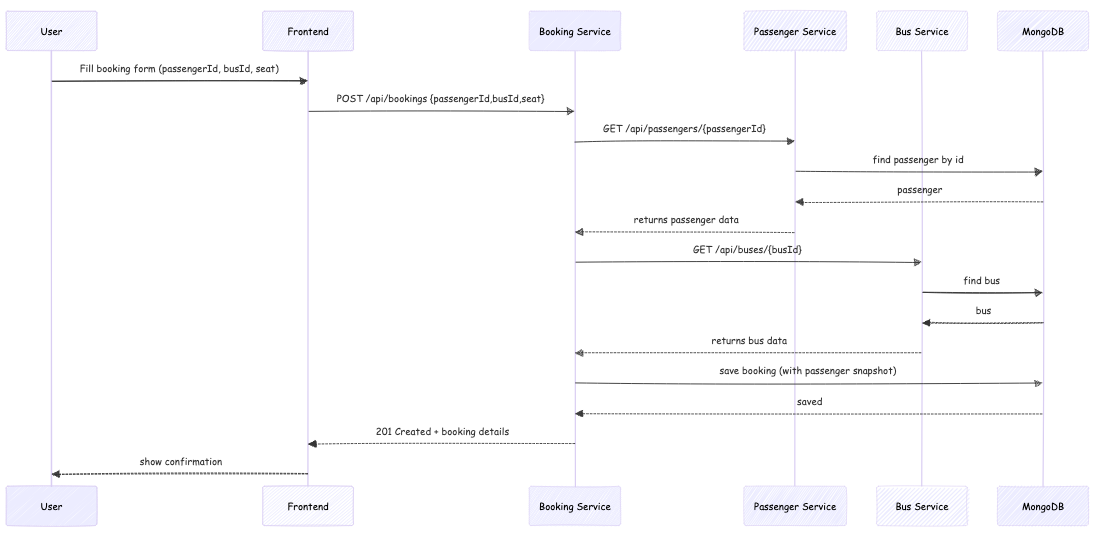 User
Frontend
Booking Service
Passenger Service
Bus Service
MongoDB
Fill booking form (passengerId, busId, seat)
POST /api/bookings {passengerId,busId,seat}
GET /api/passengers/{passengerId}
find passenger by id
passenger
returns passenger data
GET /api/buses/{busId}
find bus
bus
returns bus data
save booking (with passenger snapshot)
saved
201 Created + booking details
show confirmation
User
Frontend
Booking Service
Passenger Service
Bus Service
MongoDB